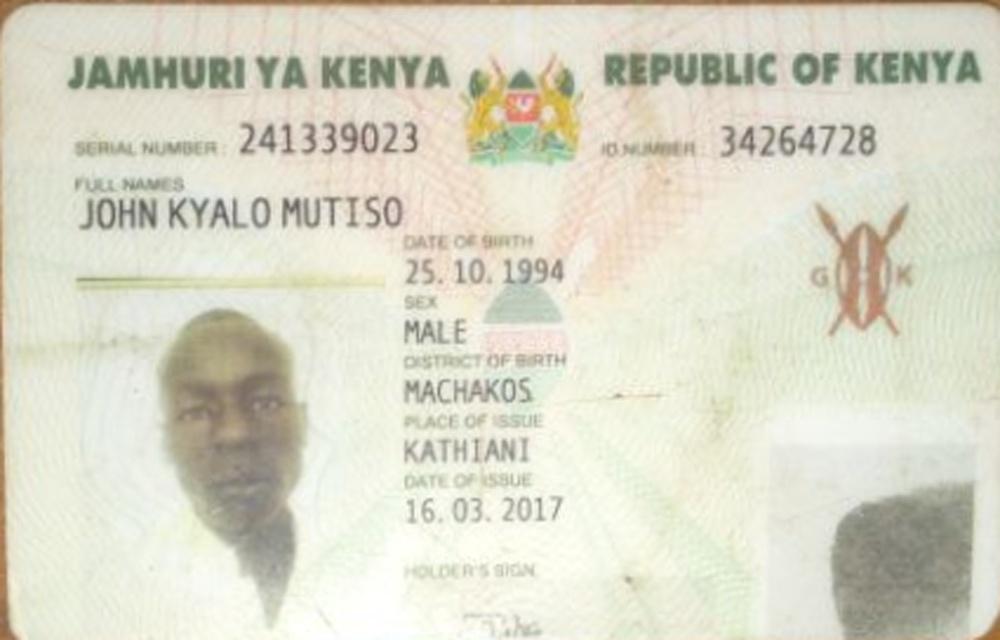 JAMHURI YA KENYA REPUBLIC OF KENYA
SERIAL NUMBER: 241339023 ID.NUMBER: 34264728
FULL NAMES
JOHN KYALO MUTISO
DATE OF BIRTH
25. 10. 1994
SEX
MALE
DISTRICT OF BIRTH
MACHAKOS
PLACE OF ISSUE
KATHIANI
DATE OF ISSUE
16. 03. 2017
HOLDER'S SIGN.
G K